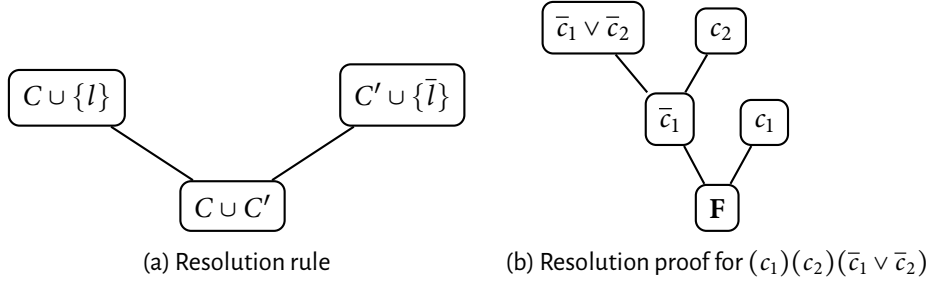 c̅₁ ∨ c̅₂
c₂
C ∪ {l}
C′ ∪ {l̅}
c̅₁
c₁
C ∪ C′
F
(a) Resolution rule
(b) Resolution proof for (c₁)(c₂)(c̅₁ ∨ c̅₂)